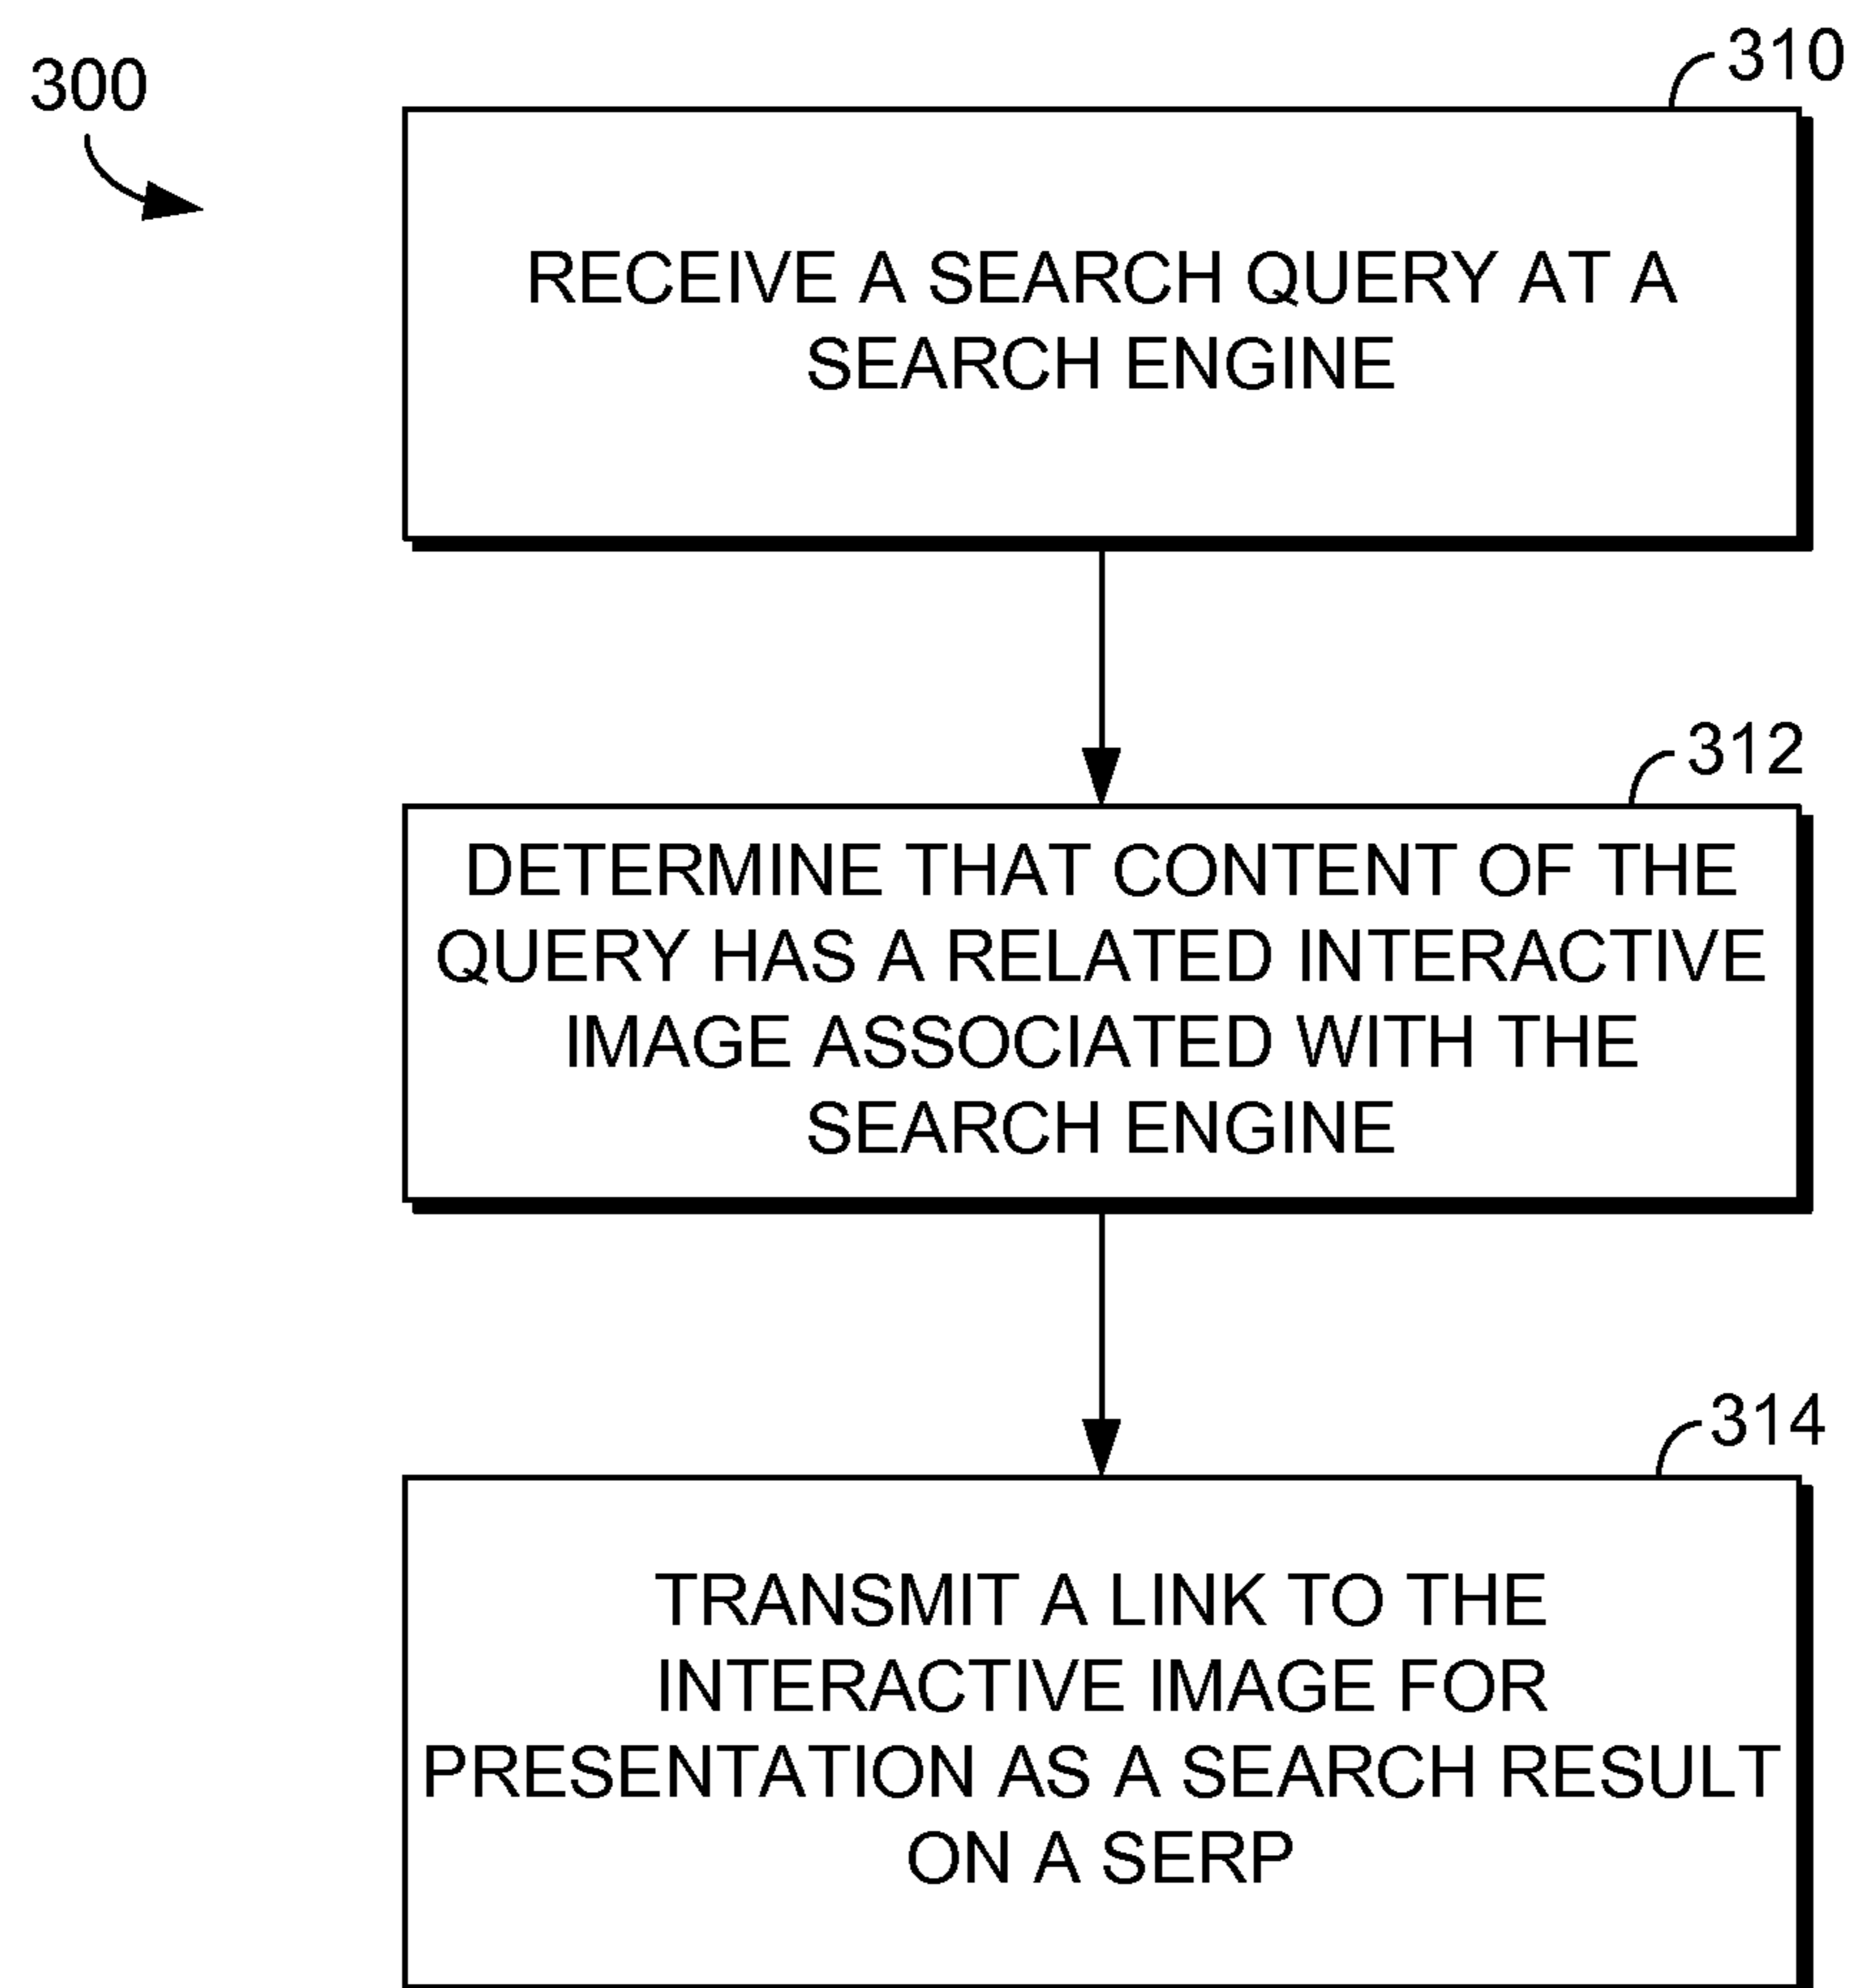 300
310
RECEIVE A SEARCH QUERY AT A
SEARCH ENGINE
312
DETERMINE THAT CONTENT OF THE
QUERY HAS A RELATED INTERACTIVE
IMAGE ASSOCIATED WITH THE
SEARCH ENGINE
314
TRANSMIT A LINK TO THE
INTERACTIVE IMAGE FOR
PRESENTATION AS A SEARCH RESULT
ON A SERP